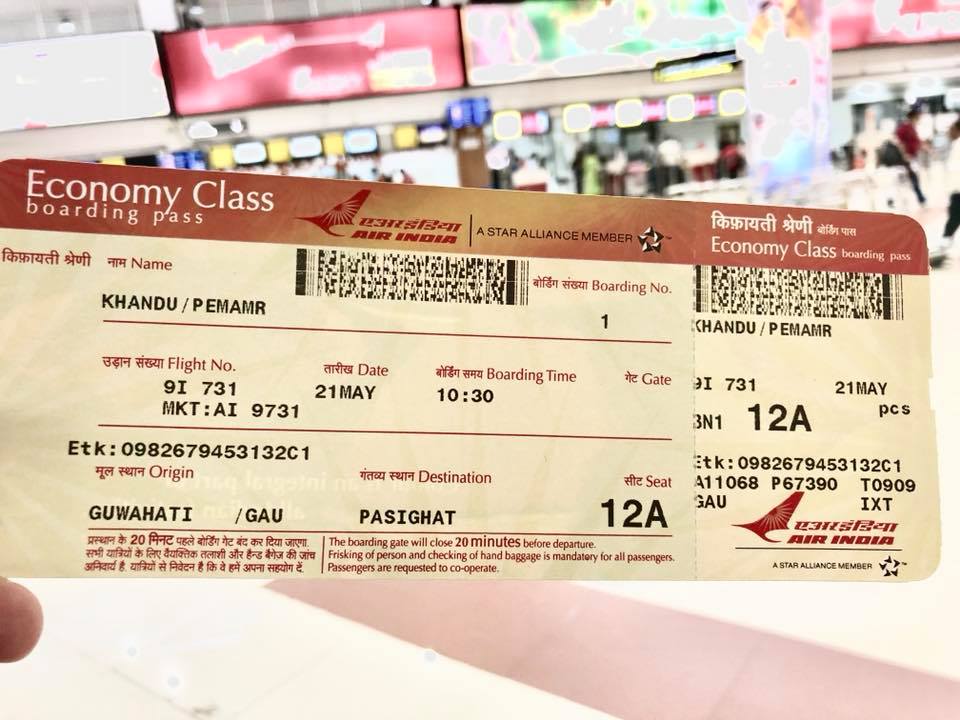 Economy Class
boarding pass
एअर इंडिया
AIR INDIA
A STAR ALLIANCE MEMBER
किफ़ायती श्रेणी बोर्डिंग पास
Economy Class boarding pass
किफ़ायती श्रेणी नाम Name
बोर्डिंग संख्या Boarding No.
KHANDU / PEMAMR
1
KHANDU / PEMAMR
उड़ान संख्या Flight No.
तारीख Date
बोर्डिंग समय Boarding Time
गेट Gate
9I 731
21MAY
10:30
MKT:AI 9731
9I 731
21MAY
BN1 12A pcs
Etk:0982679453132C1
Etk:0982679453132C1
A11068 P67390 T0909
GAU
IXT
मूल स्थान Origin
गंतव्य स्थान Destination
सीट Seat
GUWAHATI /GAU
PASIGHAT
12A
प्रस्थान के 20 मिनट पहले बोर्डिंग गेट बंद कर दिया जाएगा.
सभी यात्रियों के लिए वैयक्तिक तलाशी और हैन्ड बैगेज की जांच
अनिवार्य है. यात्रियों से निवेदन है कि वे हमें अपना सहयोग दें.
The boarding gate will close 20 minutes before departure.
Frisking of person and checking of hand baggage is mandatory for all passengers.
Passengers are requested to co-operate.
एअर इंडिया
AIR INDIA
A STAR ALLIANCE MEMBER